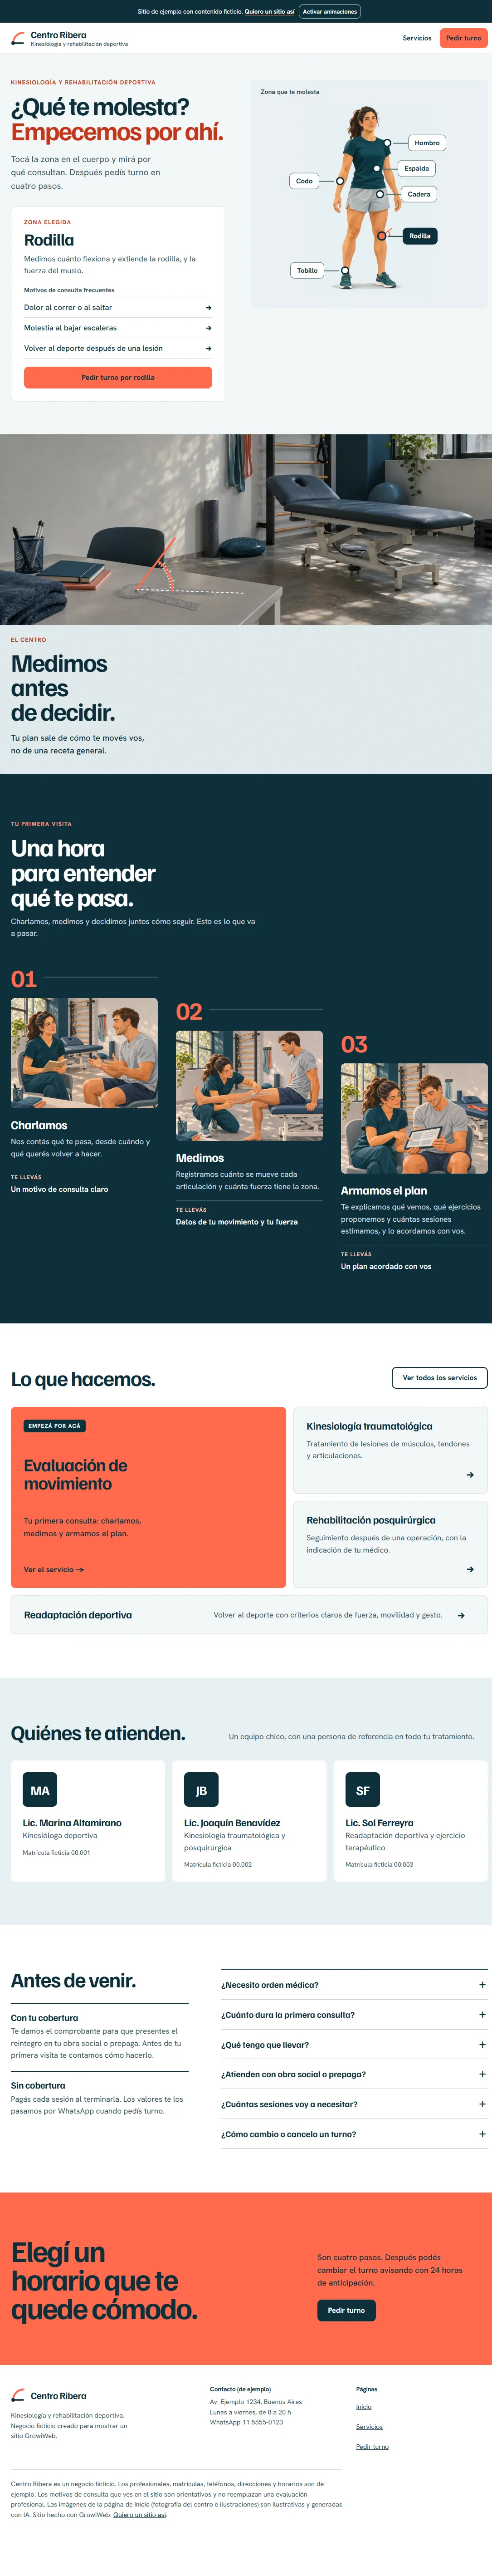 Sitio de ejemplo con contenido ficticio. Quiero un sitio así
Activar animaciones
Centro Ribera
Kinesiología y rehabilitación deportiva
Servicios
Pedir turno
KINESIOLOGÍA Y REHABILITACIÓN DEPORTIVA
¿Qué te molesta?
Empecemos por ahí.
Tocá la zona en el cuerpo y mirá por
qué consultan. Después pedís turno en
cuatro pasos.
ZONA ELEGIDA
Rodilla
Medimos cuánto flexiona y extiende la rodilla, y la
fuerza del muslo.
Motivos de consulta frecuentes
Dolor al correr o al saltar
Molestia al bajar escaleras
Volver al deporte después de una lesión
Pedir turno por rodilla
Zona que te molesta
Hombro
Espalda
Codo
Cadera
Rodilla
Tobillo
EL CENTRO
Medimos
antes
de decidir.
Tu plan sale de cómo te movés vos,
no de una receta general.
TU PRIMERA VISITA
Una hora
para entender
qué te pasa.
Charlamos, medimos y decidimos juntos cómo seguir. Esto es lo que va
a pasar.
01
Charlamos
Nos contás qué te pasa, desde cuándo y
qué querés volver a hacer.
TE LLEVÁS
Un motivo de consulta claro
02
Medimos
Registramos cuánto se mueve cada
articulación y cuánta fuerza tiene la zona.
TE LLEVÁS
Datos de tu movimiento y tu fuerza
03
Armamos el plan
Te explicamos qué vemos, qué ejercicios
proponemos y cuántas sesiones
estimamos, y lo acordamos con vos.
TE LLEVÁS
Un plan acordado con vos
Lo que hacemos.
Ver todos los servicios
EMPEZÁ POR ACÁ
Evaluación de
movimiento
Tu primera consulta: charlamos,
medimos y armamos el plan.
Ver el servicio
Kinesiología traumatológica
Tratamiento de lesiones de músculos, tendones
y articulaciones.
Rehabilitación posquirúrgica
Seguimiento después de una operación, con la
indicación de tu médico.
Readaptación deportiva
Volver al deporte con criterios claros de fuerza, movilidad y gesto.
Quiénes te atienden.
Un equipo chico, con una persona de referencia en todo tu tratamiento.
MA
Lic. Marina Altamirano
Kinesióloga deportiva
Matrícula ficticia 00.001
JB
Lic. Joaquín Benavídez
Kinesiología traumatológica y
posquirúrgica
Matrícula ficticia 00.002
SF
Lic. Sol Ferreyra
Readaptación deportiva y ejercicio
terapéutico
Matrícula ficticia 00.003
Antes de venir.
Con tu cobertura
Te damos el comprobante para que presentes el
reintegro en tu obra social o prepaga. Antes de tu
primera visita te contamos cómo hacerlo.
Sin cobertura
Pagás cada sesión al terminarla. Los valores te los
pasamos por WhatsApp cuando pedís turno.
¿Necesito orden médica?
¿Cuánto dura la primera consulta?
¿Qué tengo que llevar?
¿Atienden con obra social o prepaga?
¿Cuántas sesiones voy a necesitar?
¿Cómo cambio o cancelo un turno?
Elegí un
horario que te
quede cómodo.
Son cuatro pasos. Después podés
cambiar el turno avisando con 24 horas
de anticipación.
Pedir turno
Centro Ribera
Kinesiología y rehabilitación deportiva.
Negocio ficticio creado para mostrar un
sitio GrowiWeb.
Contacto (de ejemplo)
Av. Ejemplo 1234, Buenos Aires
Lunes a viernes, de 8 a 20 h
WhatsApp 11 5555-0123
Páginas
Inicio
Servicios
Pedir turno
Centro Ribera es un negocio ficticio. Los profesionales, matrículas, teléfonos, direcciones y horarios son de
ejemplo. Los motivos de consulta que ves en el sitio son orientativos y no reemplazan una evaluación
profesional. Las imágenes de la página de inicio (fotografía del centro e ilustraciones) son ilustrativas y generadas
con IA. Sitio hecho con GrowiWeb. Quiero un sitio así.